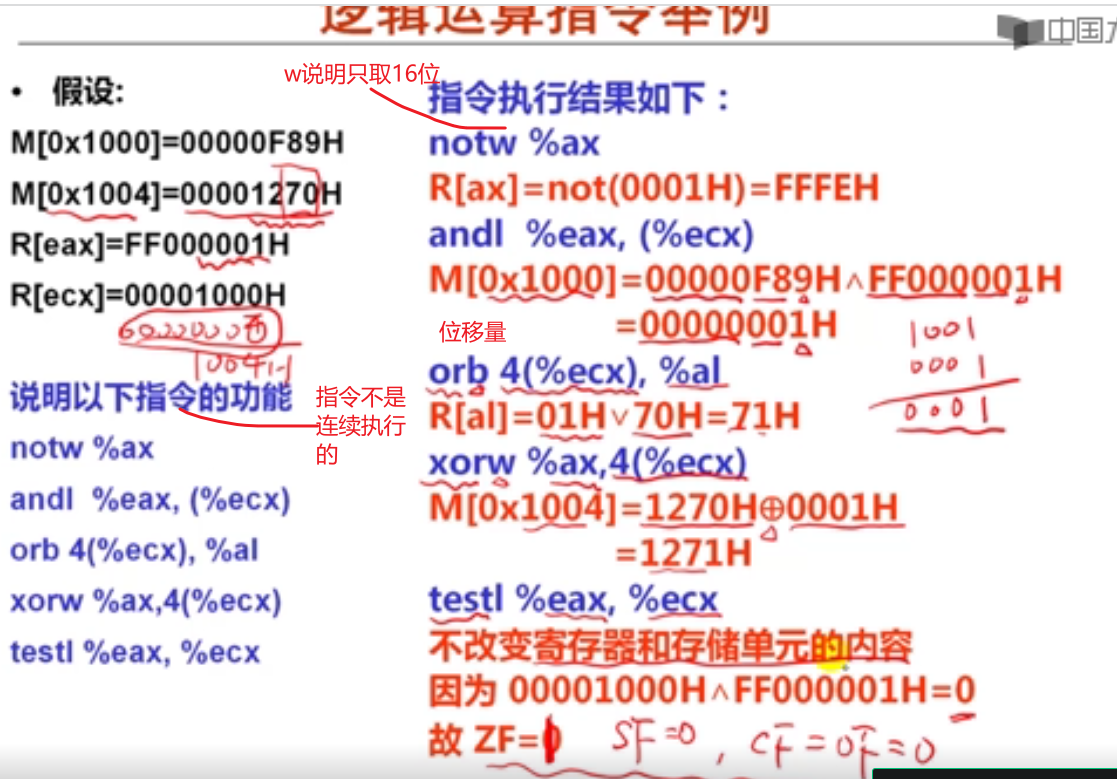 逻辑运算指令举例
中国大
• 假设:
M[0x1000]=00000F89H
M[0x1004]=00001270H
R[eax]=FF000001H
R[ecx]=00001000H
1004H
说明以下指令的功能
指令不是
连续执行
的
notw %ax
andl %eax, (%ecx)
orb 4(%ecx), %al
xorw %ax,4(%ecx)
testl %eax, %ecx
w说明只取16位
指令执行结果如下：
notw %ax
R[ax]=not(0001H)=FFFEH
andl %eax, (%ecx)
M[0x1000]=00000F89H∧FF000001H
=00000001H
1001
0001
0001
位移量
orb 4(%ecx), %al
R[al]=01H∨70H=71H
xorw %ax,4(%ecx)
M[0x1004]=1270H⊕0001H
=1271H
testl %eax, %ecx
不改变寄存器和存储单元的内容
因为 00001000H∧FF000001H=0
故 ZF=1 SF=0 , CF=OF=0